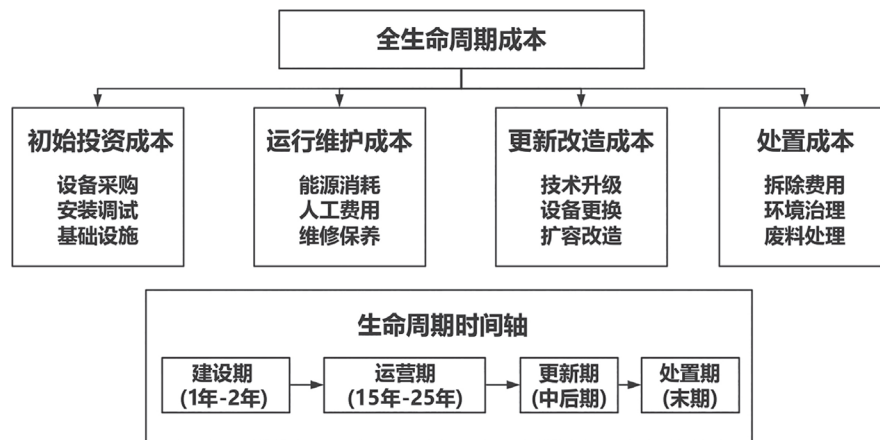 全生命周期成本
初始投资成本
设备采购
安装调试
基础设施
运行维护成本
能源消耗
人工费用
维修保养
更新改造成本
技术升级
设备更换
扩容改造
处置成本
拆除费用
环境治理
废料处理
生命周期时间轴
建设期
(1年-2年)
运营期
(15年-25年)
更新期
(中后期)
处置期
(末期)